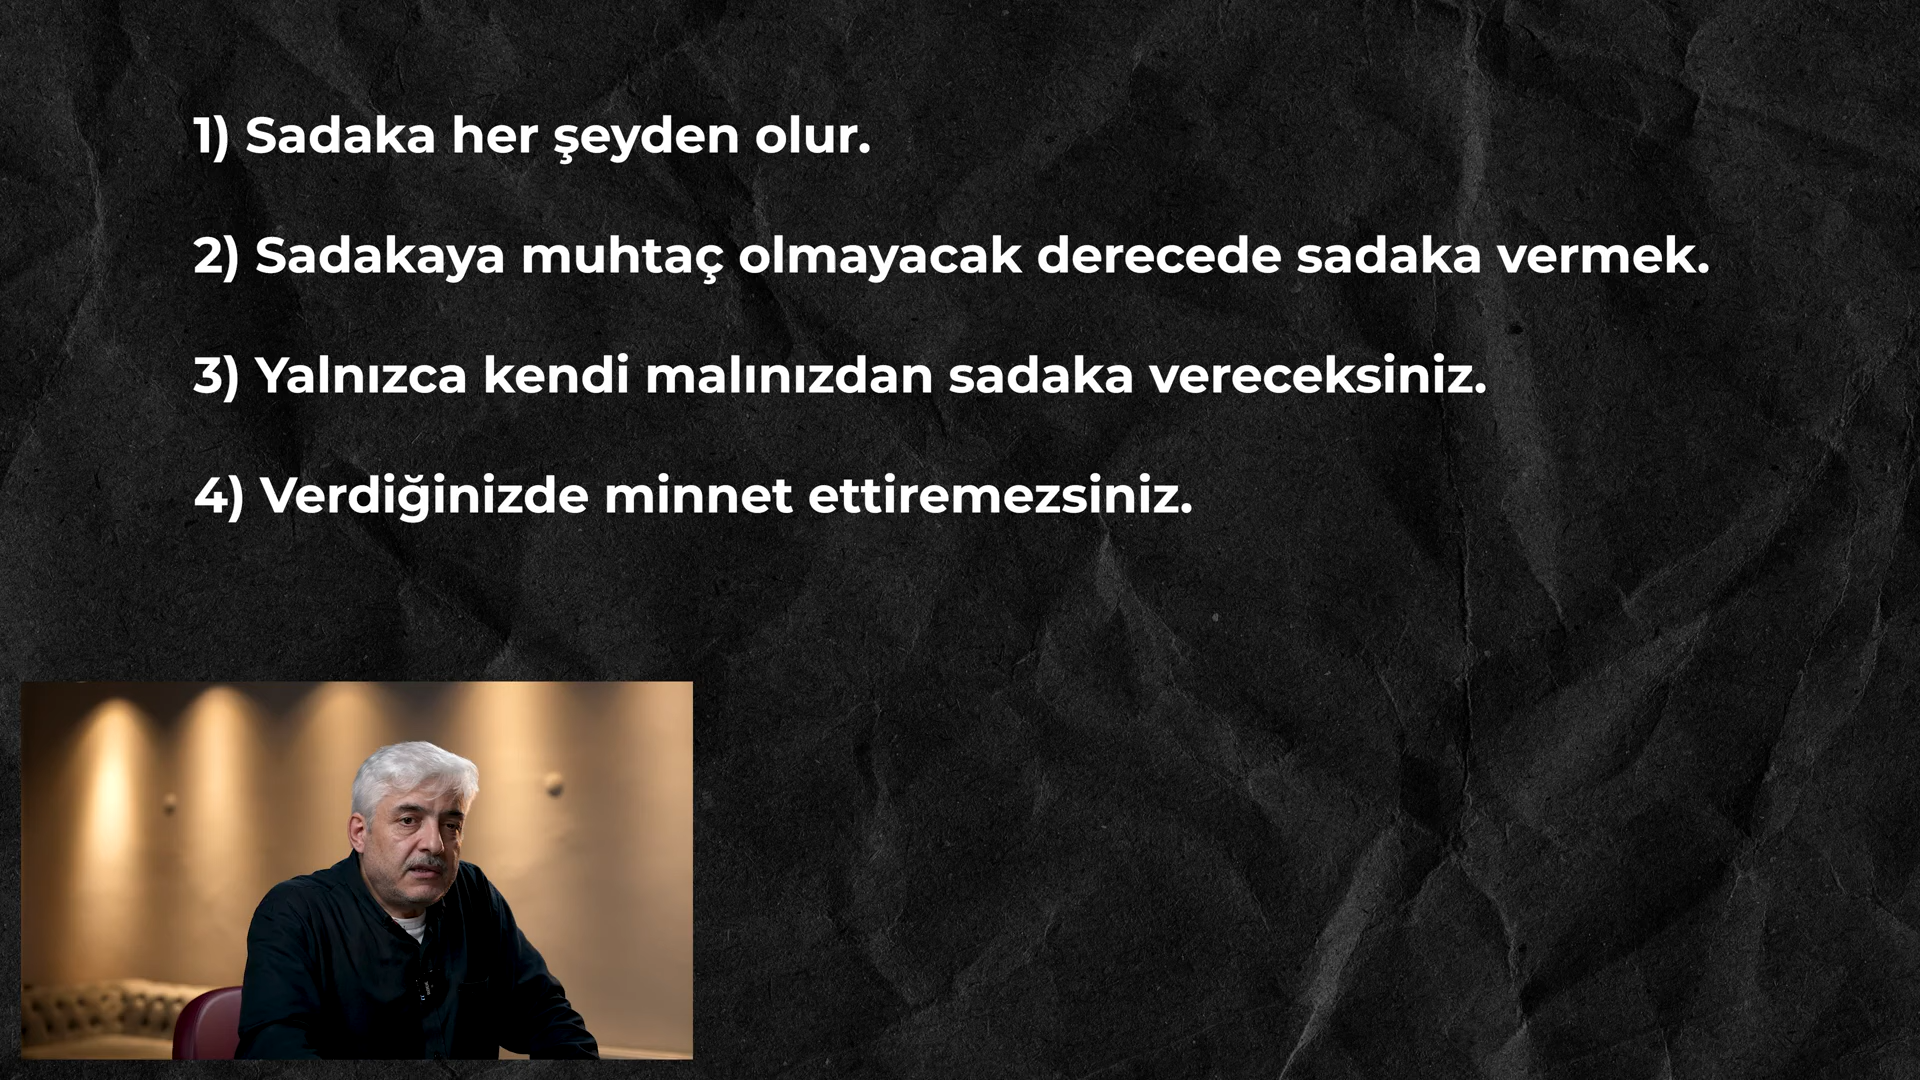 1) Sadaka her şeyden olur.
2) Sadakaya muhtaç olmayacak derecede sadaka vermek.
3) Yalnızca kendi malınızdan sadaka vereceksiniz.
4) Verdiğinizde minnet ettiremezsiniz.